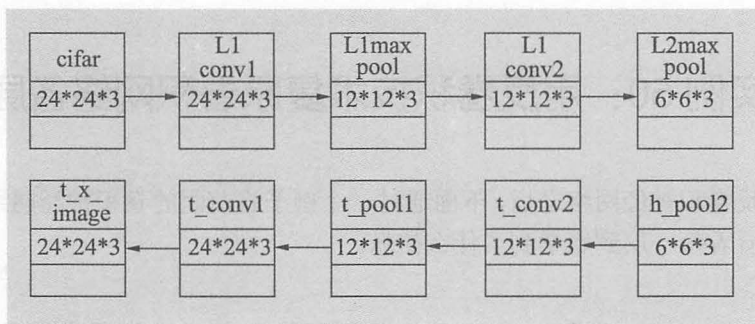 cifar
24*24*3
L1
conv1
24*24*3
L1max
pool
12*12*3
L1
conv2
12*12*3
L2max
pool
6*6*3
t_x
image
24*24*3
t_conv1
24*24*3
t_pool1
12*12*3
t_conv2
12*12*3
h_pool2
6*6*3